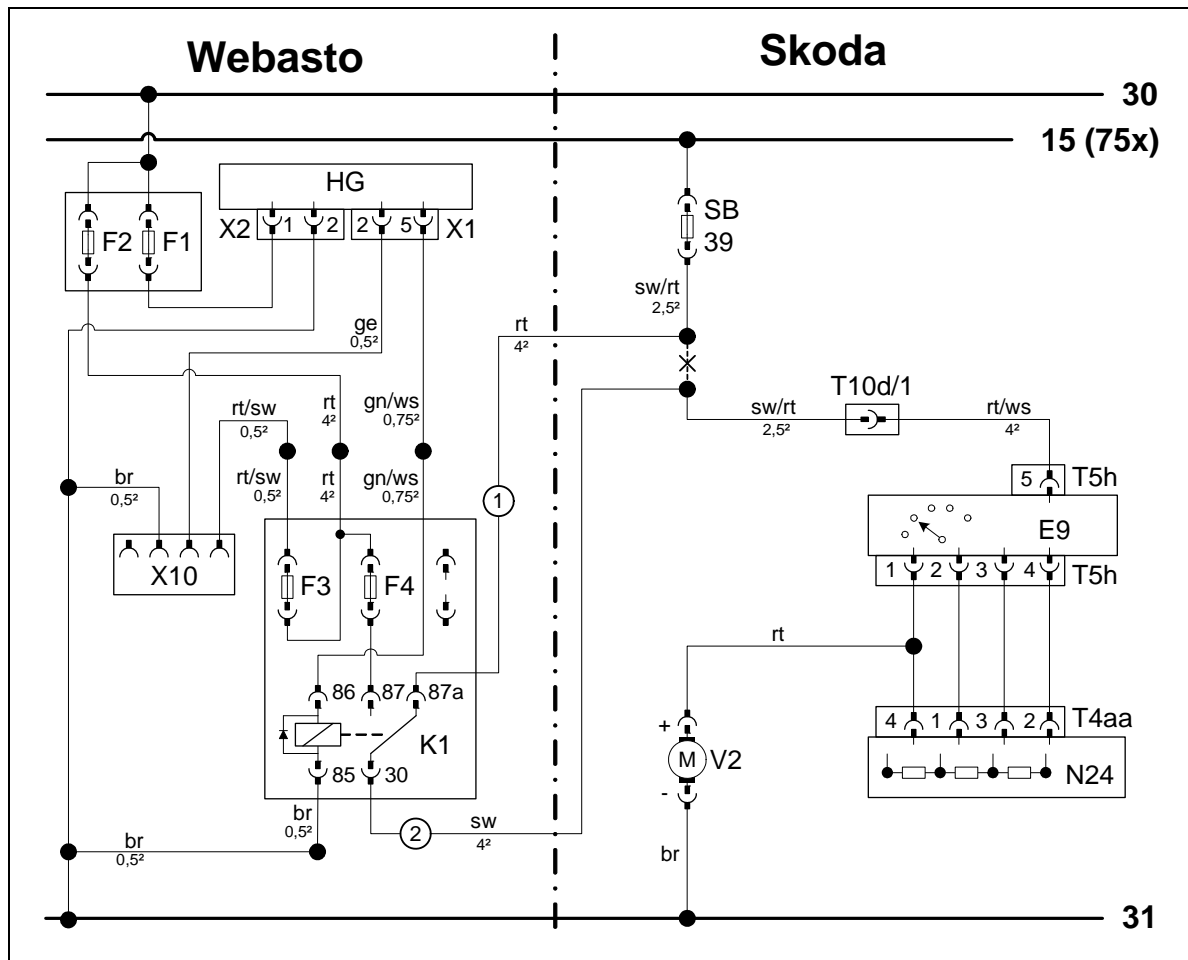 Webasto
Skoda
30
15 (75x)
HG
X2 1 2 2 5 X1
F2 F1
SB
39
sw/rt
2,5²
ge
0,5²
rt
4²
T10d/1
sw/rt
2,5²
rt/ws
4²
rt/sw
0,5²
rt
4²
gn/ws
0,75²
rt/sw
0,5²
rt
4²
gn/ws
0,75²
br
0,5²
1
5 T5h
E9
X10
F3 F4
1 2 3 4 T5h
rt
86 87 87a
K1
85 30
4 1 3 2 T4aa
+
M V2
-
N24
br
0,5²
2
sw
4²
br
0,5²
br
31